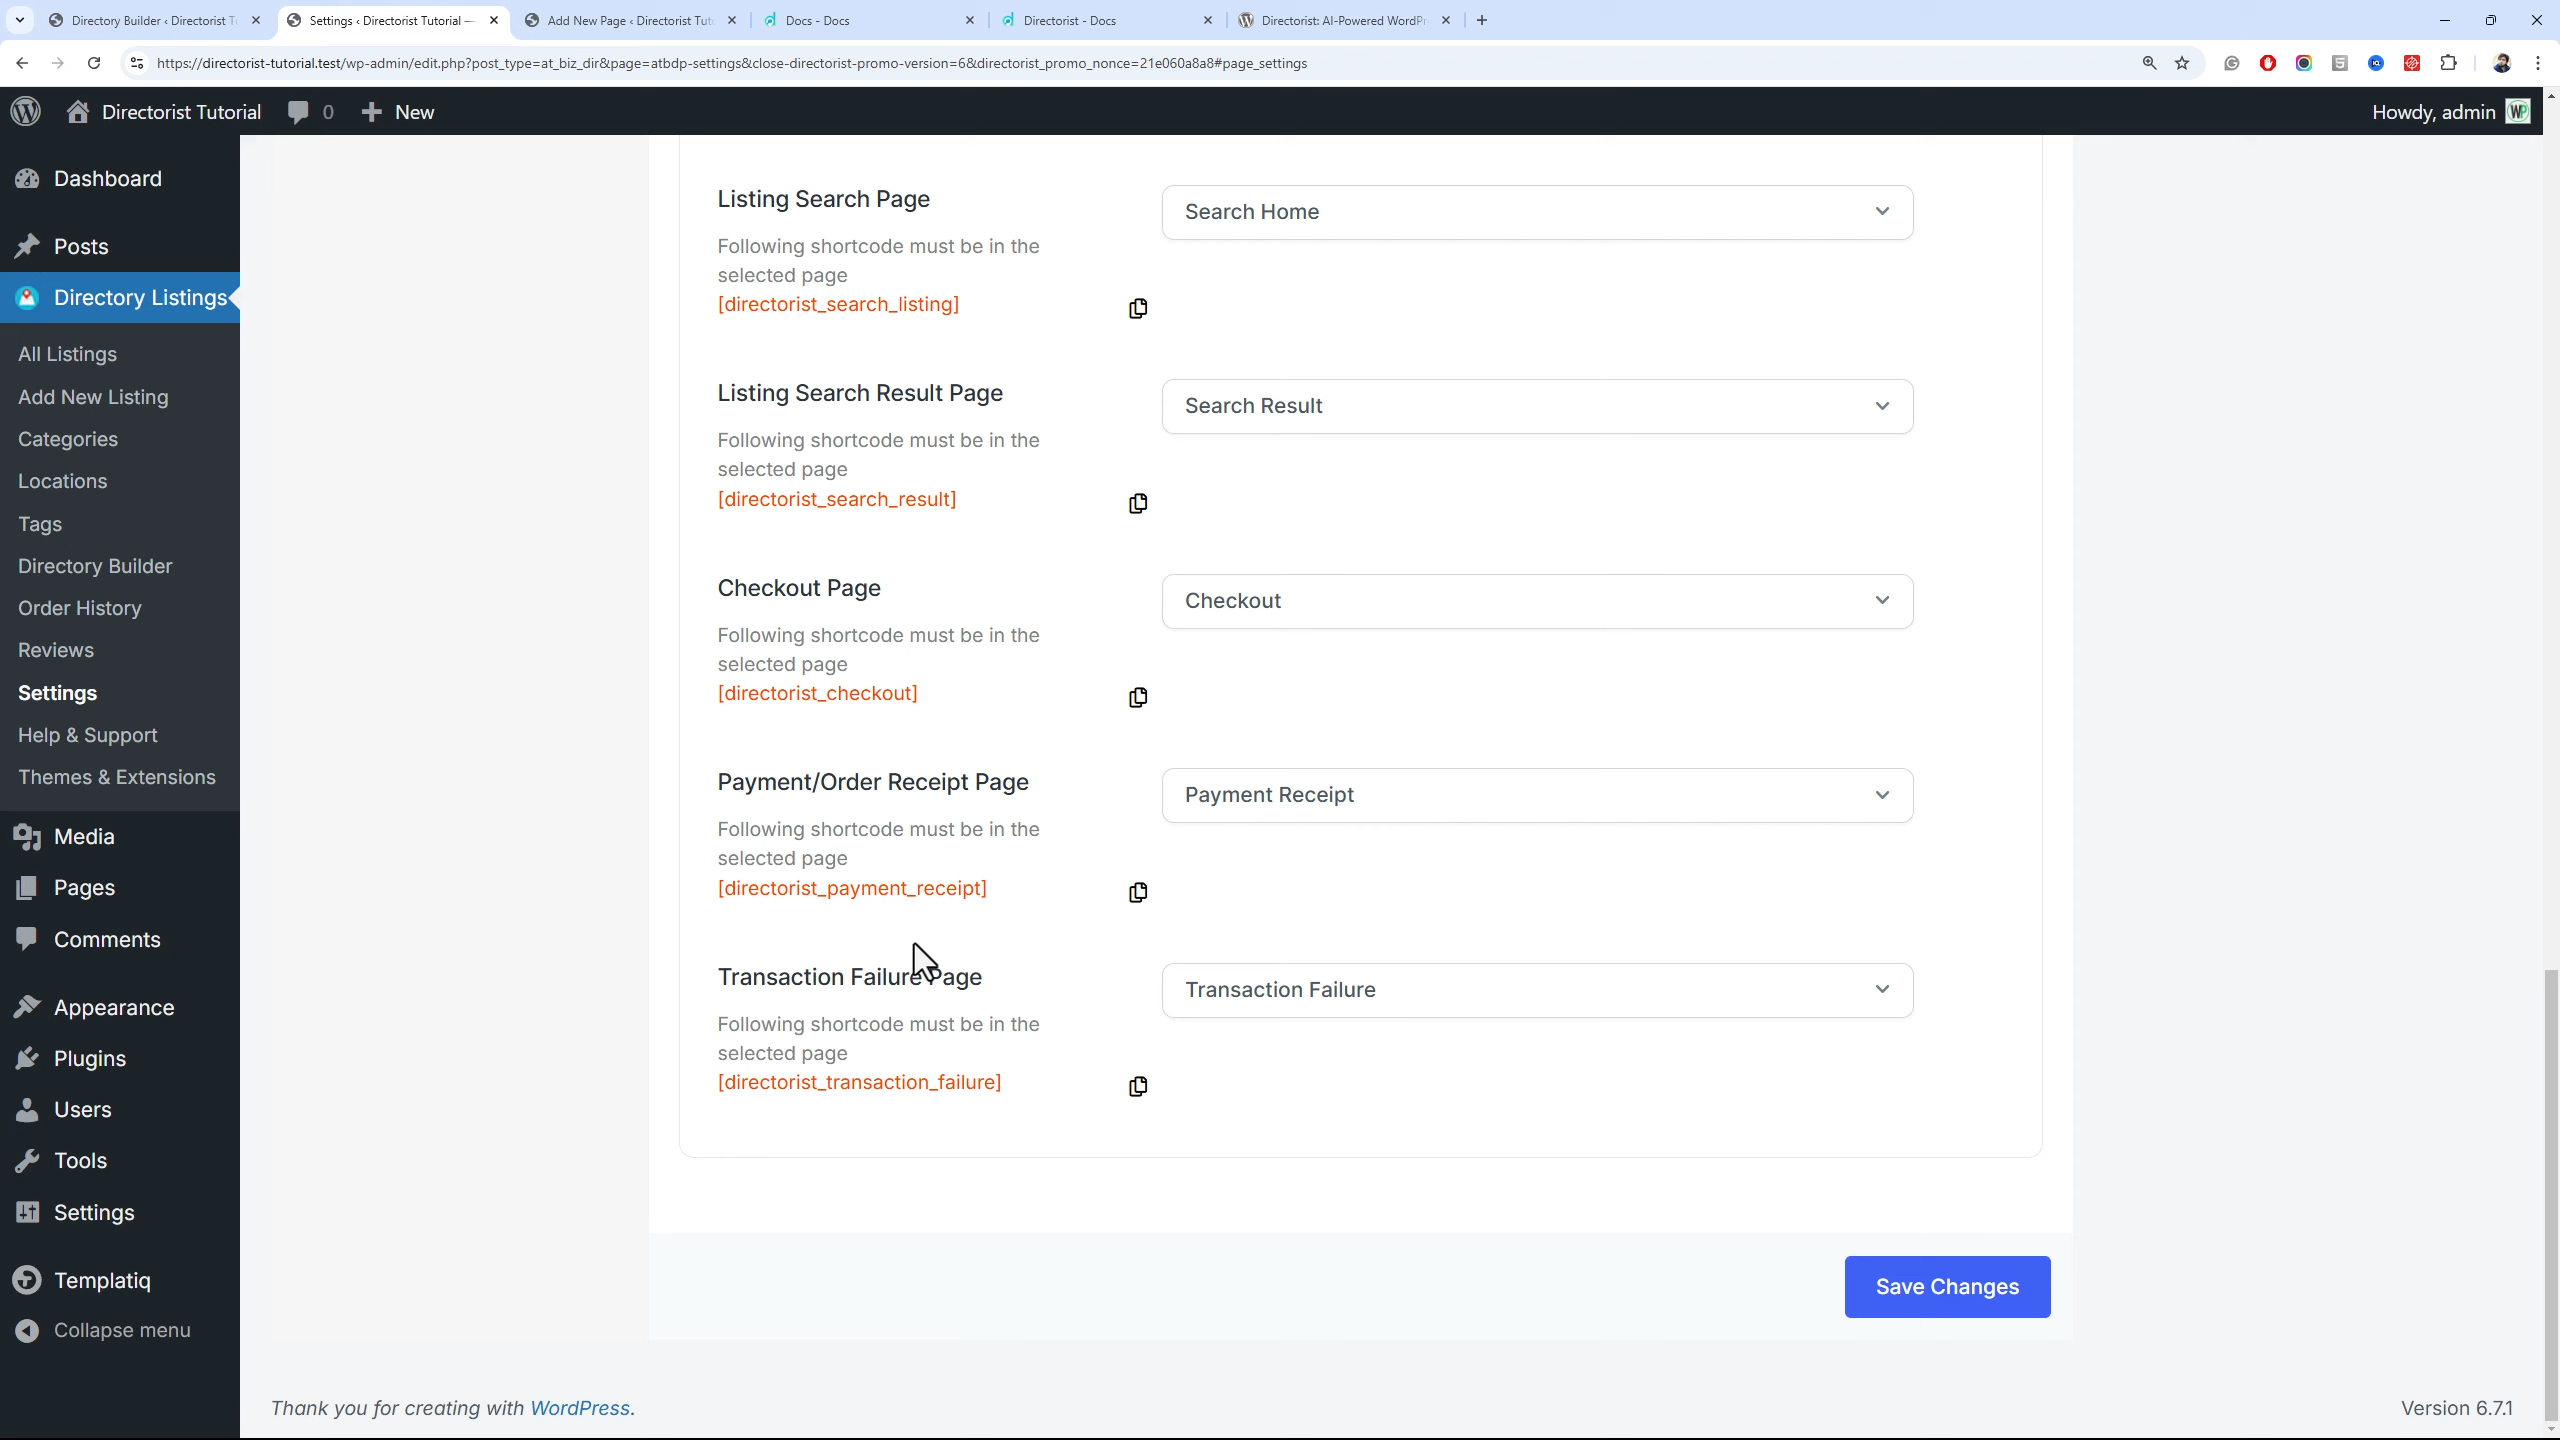 Directory Builder ‹ Directorist T
Settings ‹ Directorist Tutorial —
Add New Page ‹ Directorist Tut
Docs - Docs
Directorist - Docs
Directorist: AI-Powered WordPr
https://directorist-tutorial.test/wp-admin/edit.php?post_type=at_biz_dir&page=atbdp-settings&close-directorist-promo-version=6&directorist_promo_nonce=21e060a8a8#page_settings
Directorist Tutorial
0
New
Howdy, admin
Dashboard
Posts
Directory Listings
All Listings
Add New Listing
Categories
Locations
Tags
Directory Builder
Order History
Reviews
Settings
Help & Support
Themes & Extensions
Media
Pages
Comments
Appearance
Plugins
Users
Tools
Settings
Templatiq
Collapse menu
Listing Search Page
Following shortcode must be in the
selected page
[directorist_search_listing]
Search Home
Listing Search Result Page
Following shortcode must be in the
selected page
[directorist_search_result]
Search Result
Checkout Page
Following shortcode must be in the
selected page
[directorist_checkout]
Checkout
Payment/Order Receipt Page
Following shortcode must be in the
selected page
[directorist_payment_receipt]
Payment Receipt
Transaction Failure Page
Following shortcode must be in the
selected page
[directorist_transaction_failure]
Transaction Failure
Save Changes
Thank you for creating with WordPress.
Version 6.7.1